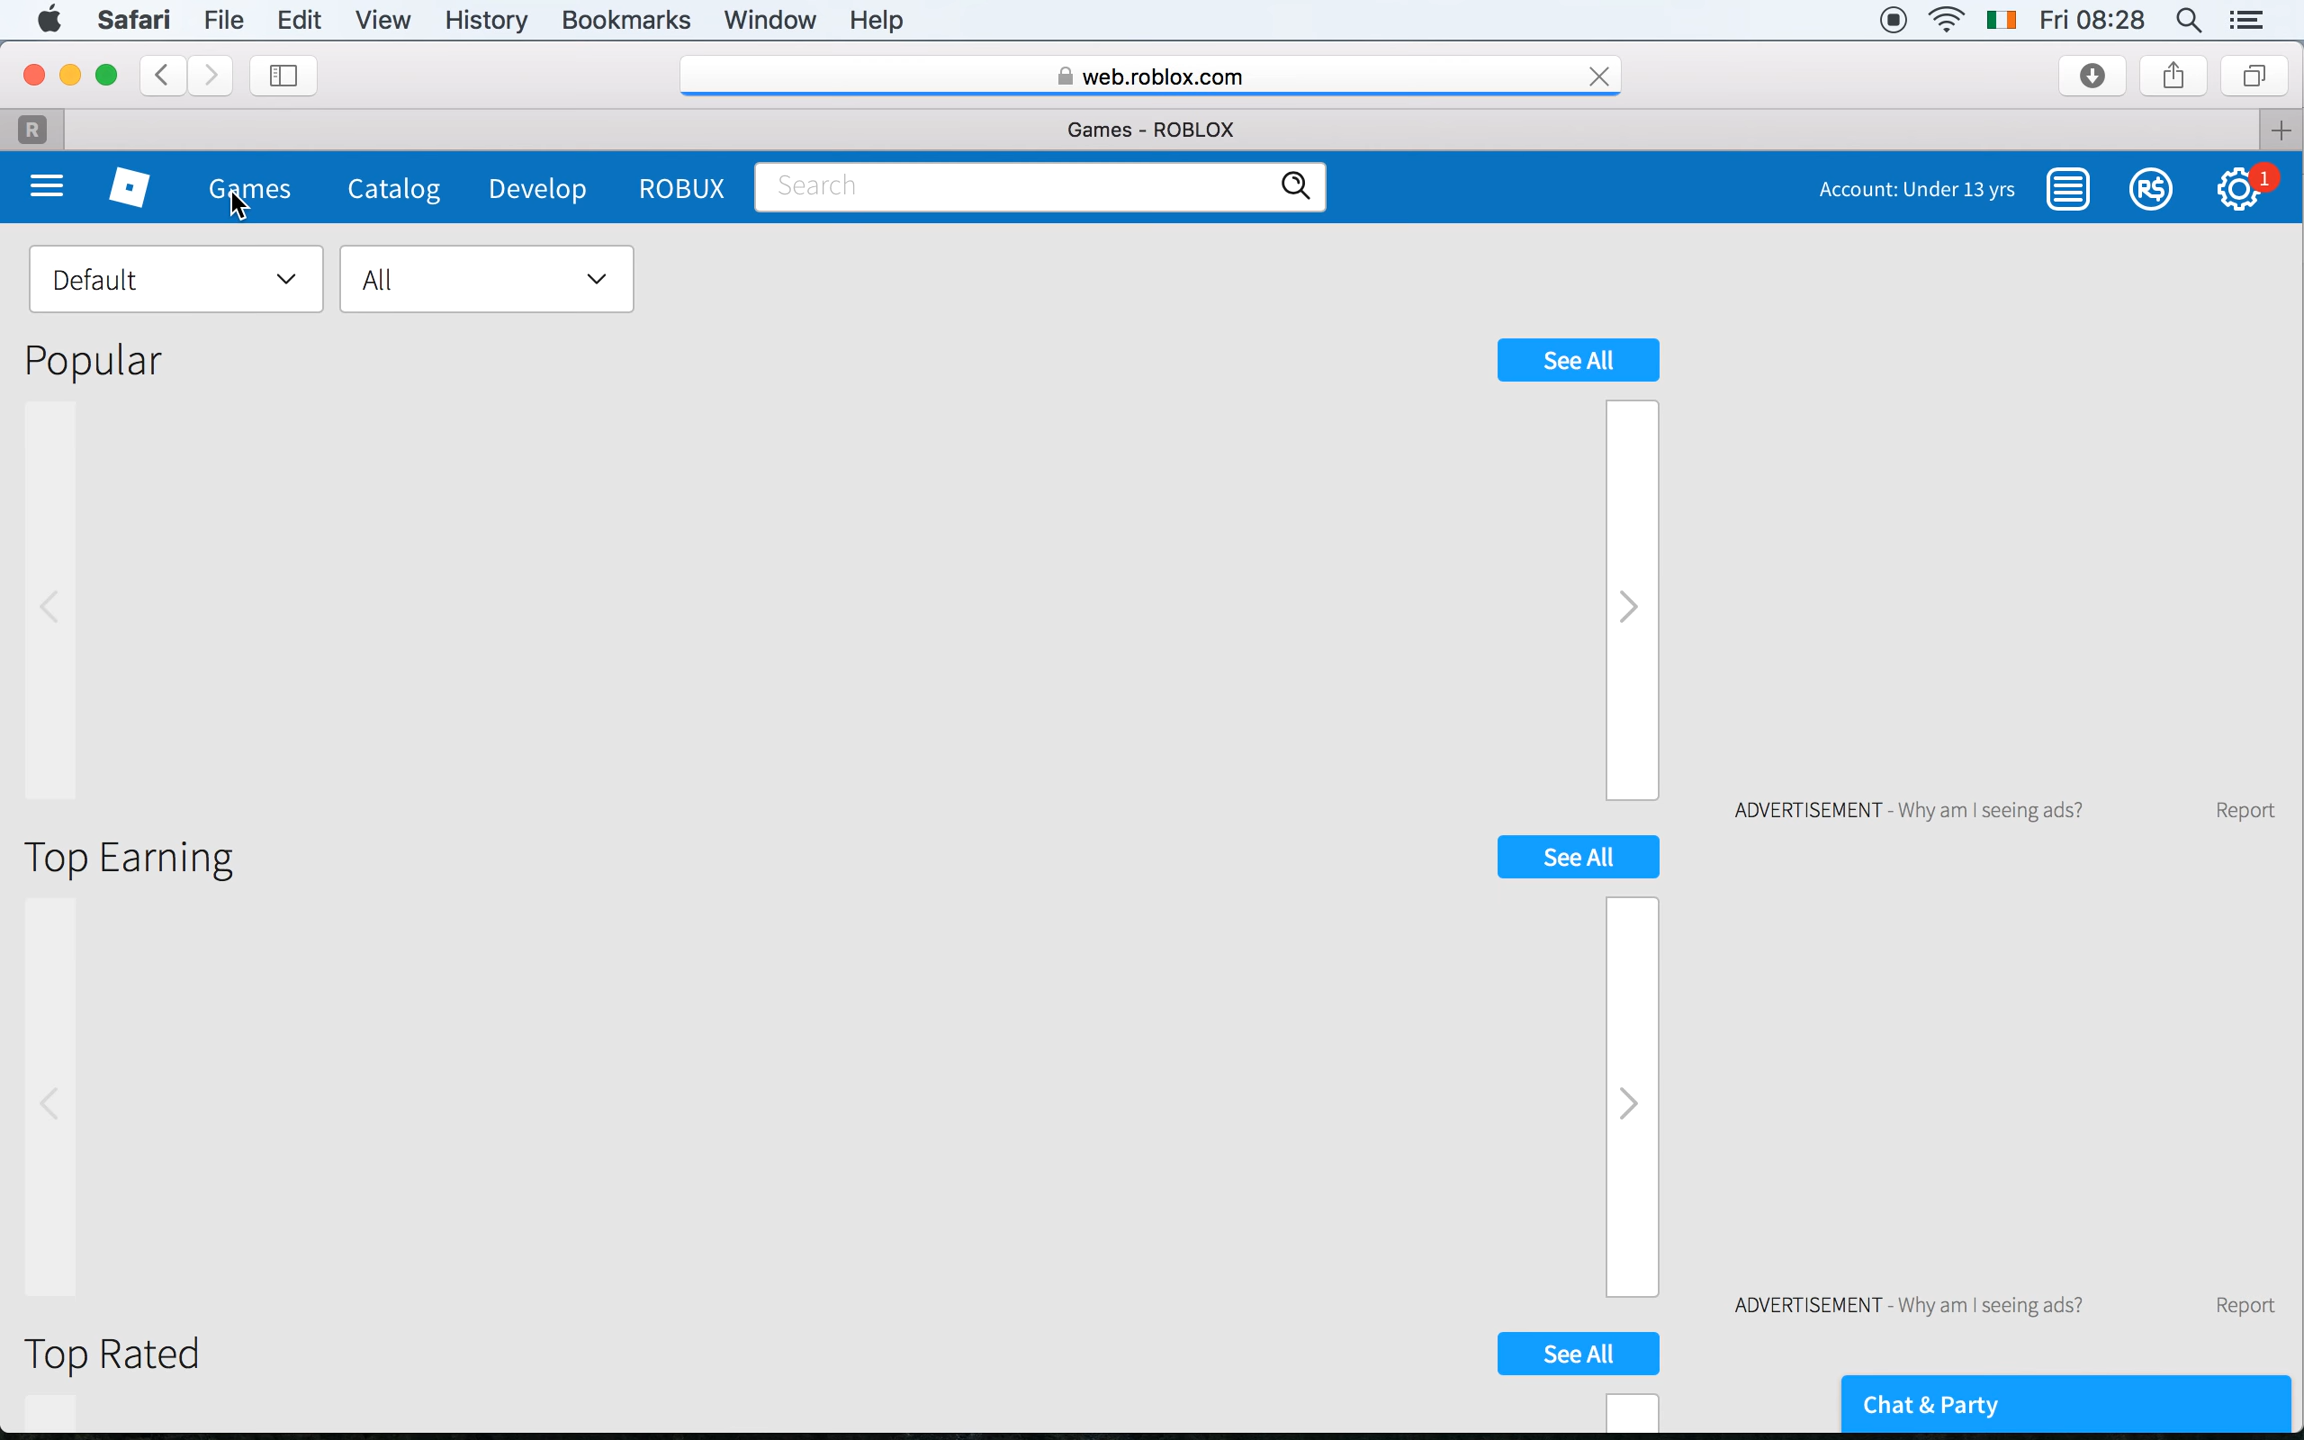 Safari File Edit View History Bookmarks Window Help Fri 08:28
web.roblox.com
R Games - ROBLOX
Games Catalog Develop ROBUX Search Account: Under 13 yrs R$ 1
Default All
Popular See All
ADVERTISEMENT - Why am I seeing ads? Report
Top Earning See All
ADVERTISEMENT - Why am I seeing ads? Report
Top Rated See All
Chat & Party